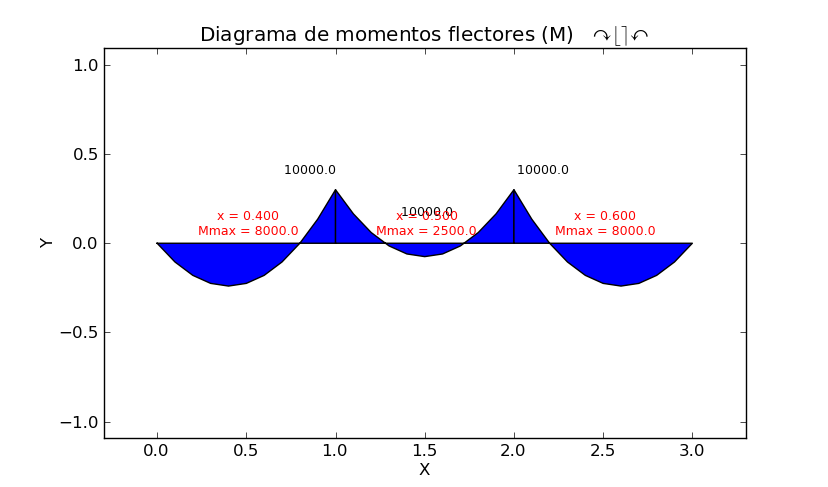 Diagrama de momentos flectores (M) ↷⌊⌉↶
1.0
0.5
0.0
−0.5
−1.0
Y
10000.0
10000.0
10000.0
x = 0.400
Mmax = 8000.0
x = 0.500
Mmax = 2500.0
x = 0.600
Mmax = 8000.0
0.0 0.5 1.0 1.5 2.0 2.5 3.0
X